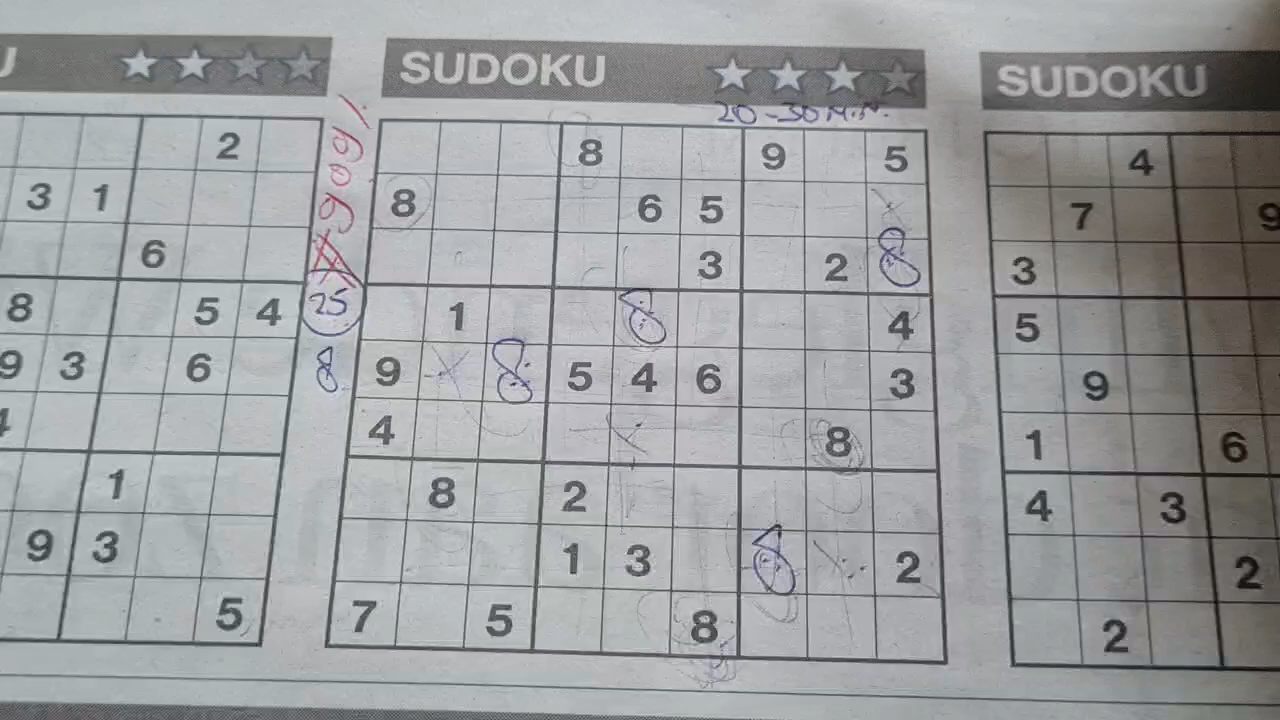 U
SUDOKU
SUDOKU
20-30 MiN.
2
3 1
6
8 5 4
9 3 6
4
1
9 3
5
25
8
8 9 5
8 6 5
3 2 8
1 8 4
9 8 5 4 6 3
4 8
8 2
1 3 8 2
7 5 8
4
7 9
3
5
9
1 6
4 3
2
2